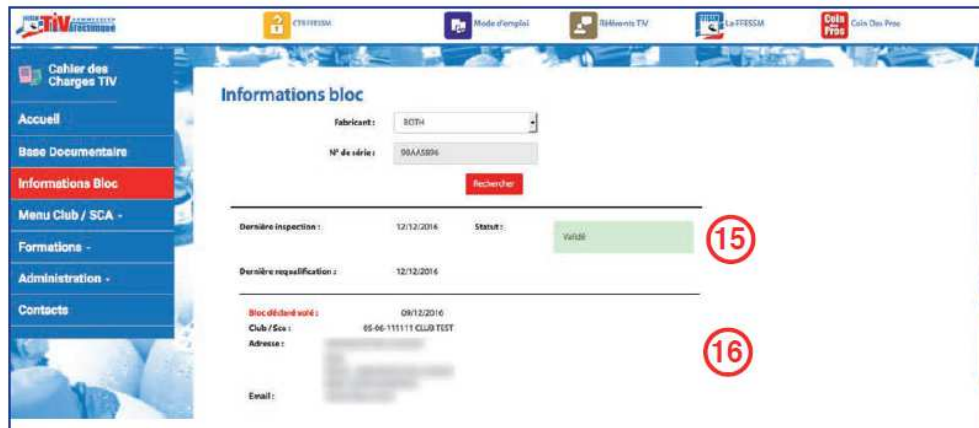 TiV
CTN FFESSM
Mode d'emploi
Référents TIV
La FFESSM
Coin des Pros
Coin Des Pros
Cahier des
Charges TIV
Accueil
Base Documentaire
Informations Bloc
Menu Club / SCA -
Formations -
Administration -
Contacts
Informations bloc
Fabricant :
ROTH
N° de série :
Rechercher
Dernière inspection :
12/12/2016
Statut :
Validé
15
Dernière requalification :
12/12/2016
Bloc déclaré volé :
09/12/2016
Club / Sca :
05-06-111111 CLUB TEST
Adresse :
16
Email :